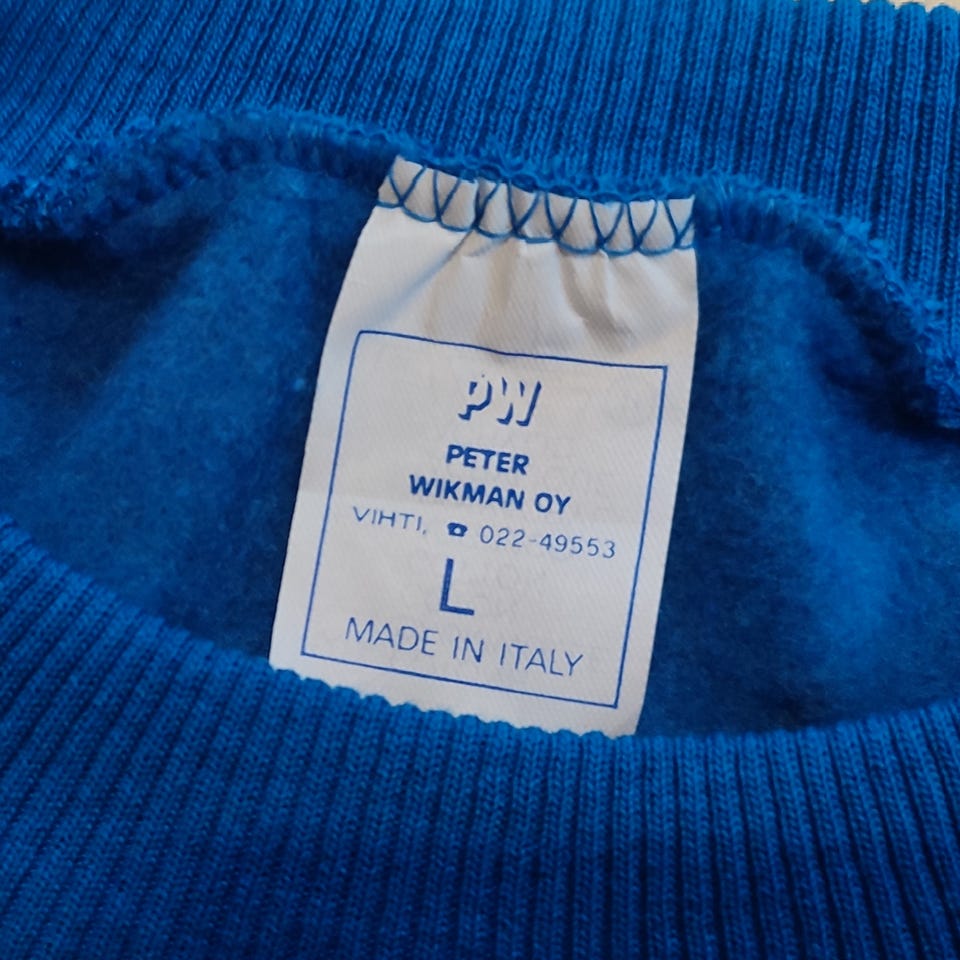 PW
PETER
WIKMAN OY
VIHTI, ☎ 022-49553
L
MADE IN ITALY